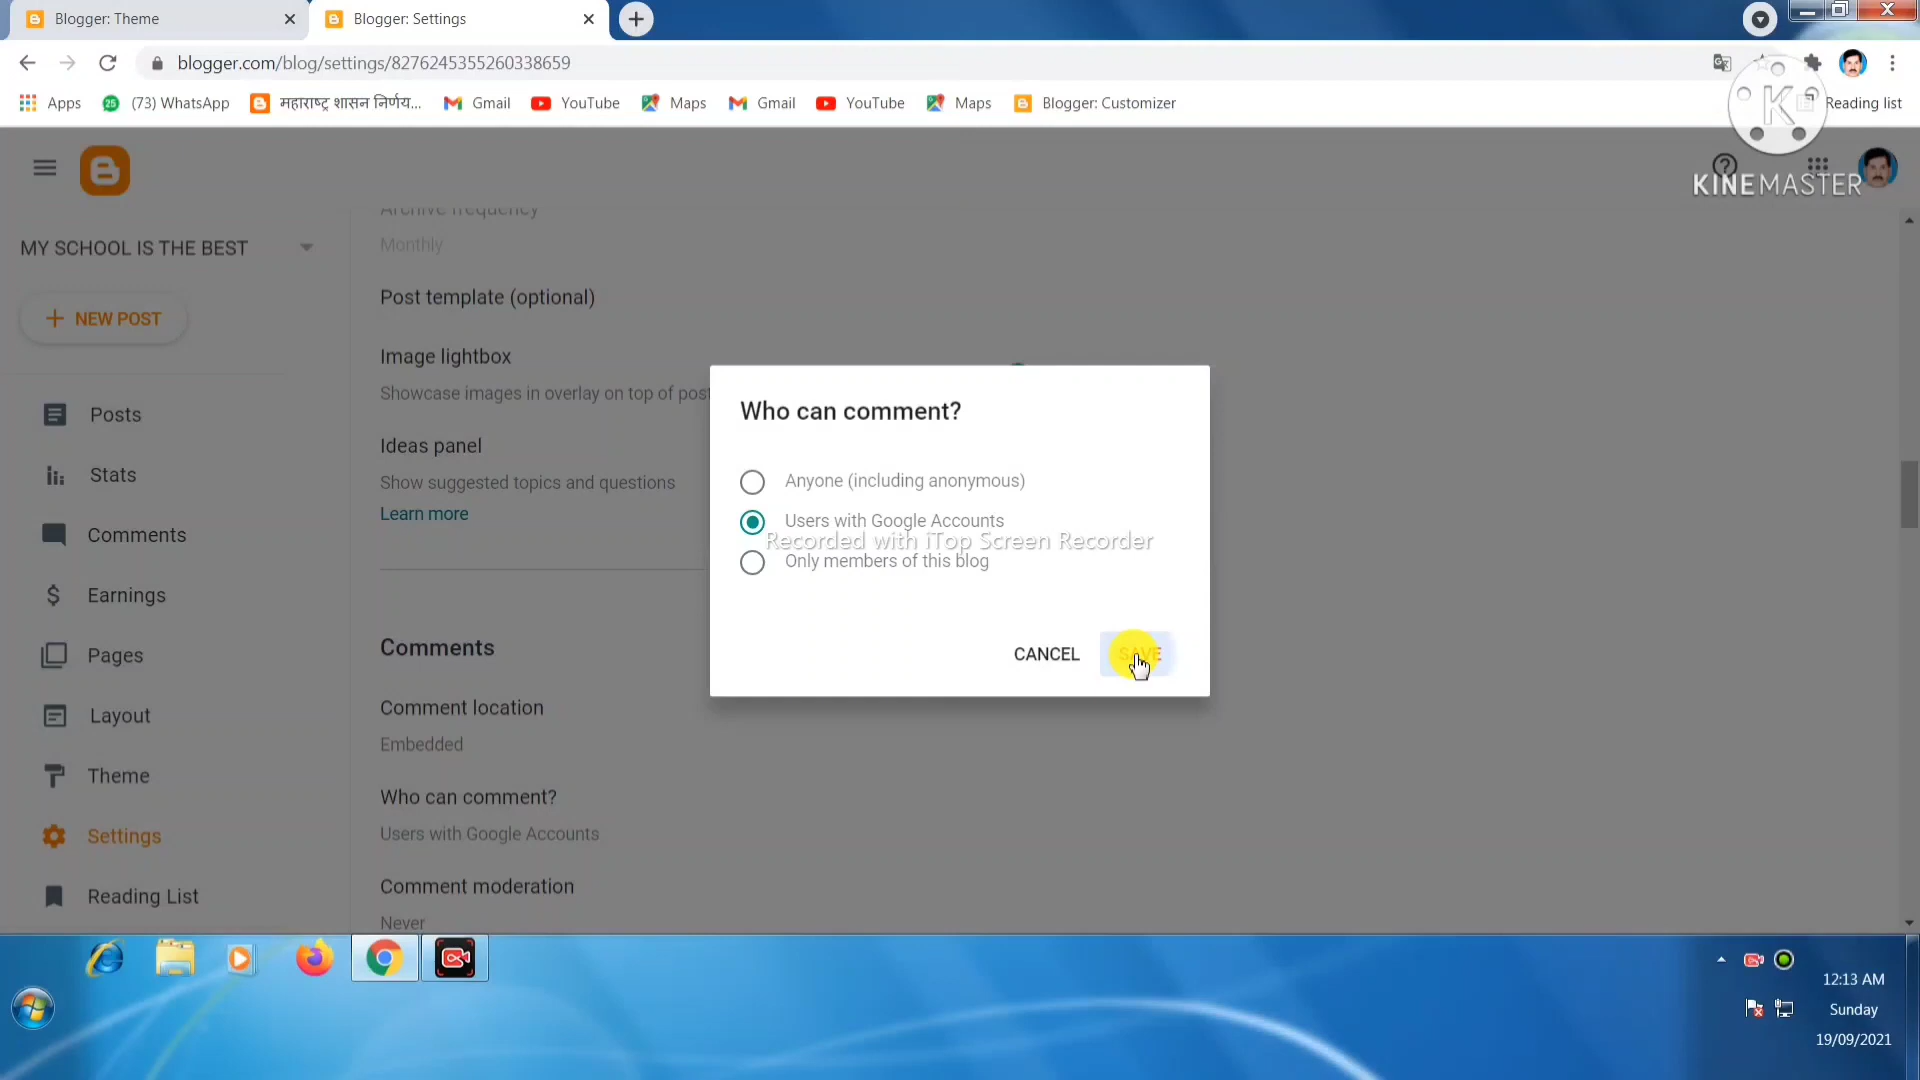 Blogger: Theme
Blogger: Settings
blogger.com/blog/settings/8276245355260338659
Apps
25
(73) WhatsApp
महाराष्ट्र शासन निर्णय...
Gmail
YouTube
Maps
Gmail
YouTube
Maps
Blogger: Customizer
Reading list
K
KINEMASTER
MY SCHOOL IS THE BEST
NEW POST
Posts
Stats
Comments
Earnings
Pages
Layout
Theme
Settings
Reading List
Archive frequency
Monthly
Post template (optional)
Image lightbox
Showcase images in overlay on top of post
Ideas panel
Show suggested topics and questions
Learn more
Comments
Comment location
Embedded
Who can comment?
Users with Google Accounts
Comment moderation
Never
Who can comment?
Anyone (including anonymous)
Users with Google Accounts
Recorded with iTop Screen Recorder
Only members of this blog
CANCEL
SAVE
12:13 AM
Sunday
19/09/2021